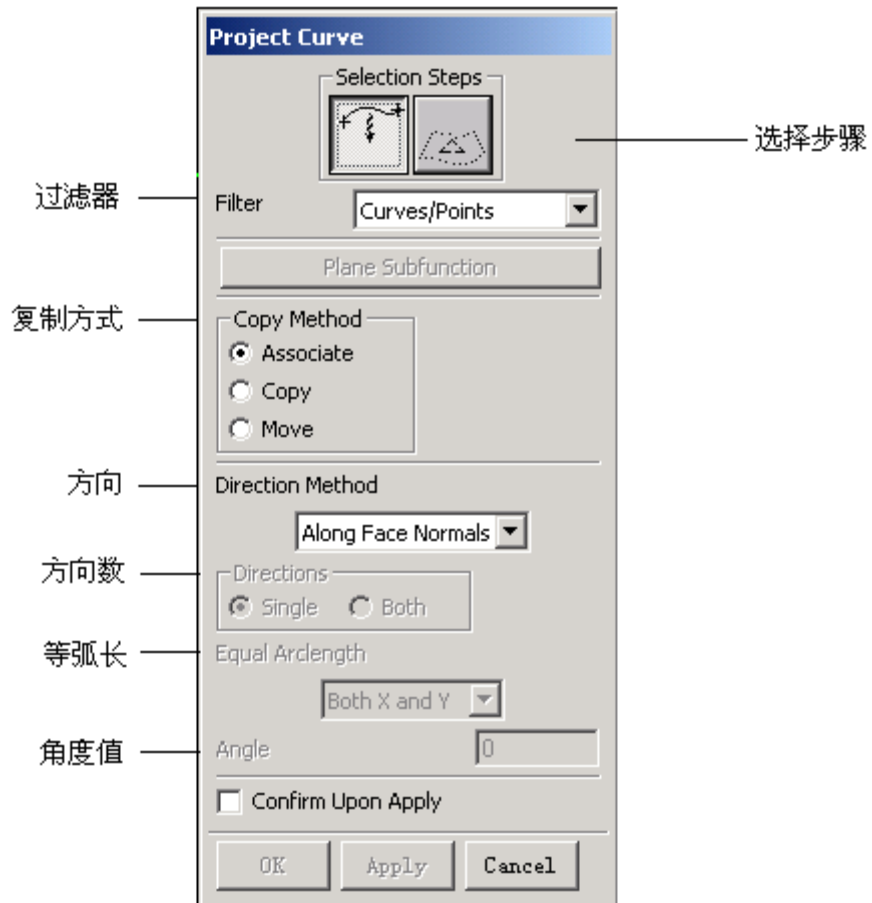 Project Curve
Selection Steps
选择步骤
过滤器
Filter
Curves/Points
Plane Subfunction
复制方式
Copy Method
Associate
Copy
Move
方向
Direction Method
Along Face Normals
方向数
Directions
Single Both
等弧长
Equal Arclength
Both X and Y
角度值
Angle 0
Confirm Upon Apply
OK Apply Cancel